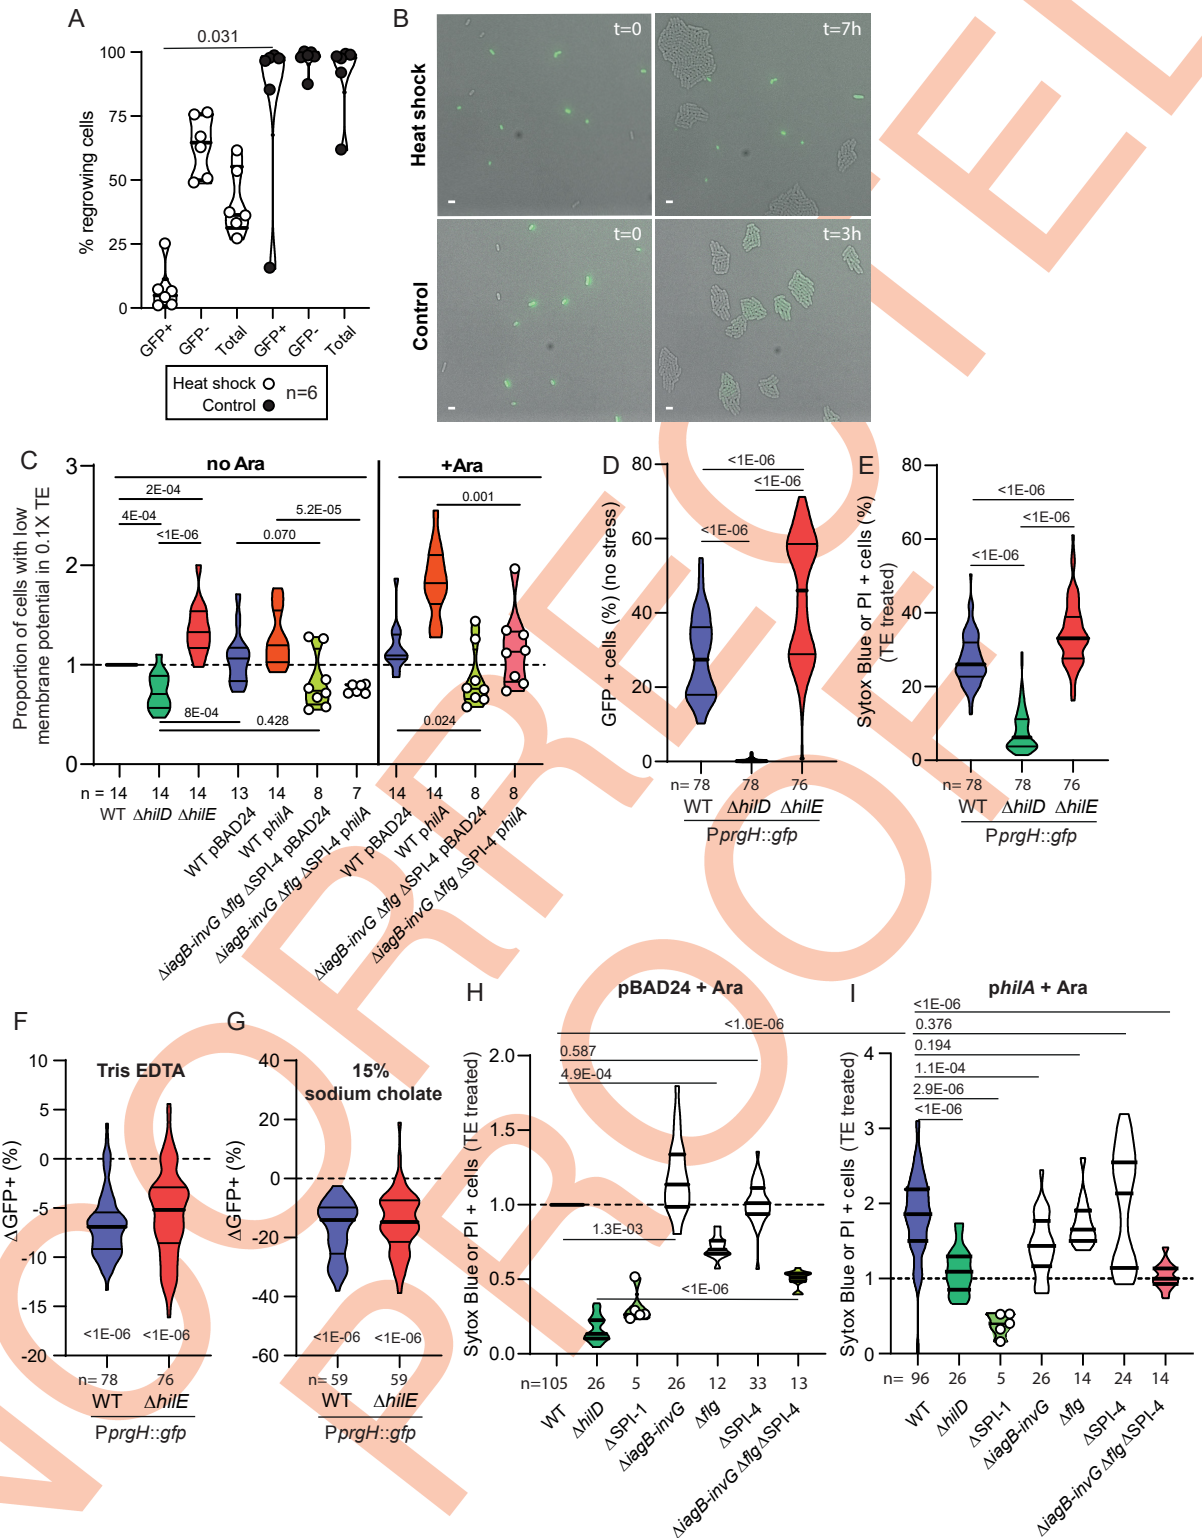 A
0.031
100
75
50
25
0
% regrowing cells
GFP+
GFP-
Total
GFP+
GFP-
Total
Heat shock
Control
n=6
B
Heat shock
t=0
t=7h
Control
t=0
t=3h
C
no Ara
+Ara
3
2
1
0
Proportion of cells with low
membrane potential in 0.1X TE
2E-04
4E-04
<1E-06
5.2E-05
0.070
0.001
8E-04
0.428
0.024
n = 14 14 14 13 14 8 7 14 14 8 8
WT
ΔhilD
ΔhilE
WT pBAD24
WT philA
ΔiagB-invG Δflg ΔSPI-4 pBAD24
ΔiagB-invG Δflg ΔSPI-4 philA
WT pBAD24
WT philA
ΔiagB-invG Δflg ΔSPI-4 pBAD24
ΔiagB-invG Δflg ΔSPI-4 philA
D
80
60
40
20
0
GFP + cells (%) (no stress)
<1E-06
<1E-06
<1E-06
n= 78 78 76
WT ΔhilD ΔhilE
PprgH::gfp
E
80
60
40
20
0
Sytox Blue or PI + cells (%)
(TE treated)
<1E-06
<1E-06
<1E-06
n= 78 78 76
WT ΔhilD ΔhilE
PprgH::gfp
F
Tris EDTA
10
5
0
-5
-10
-15
-20
ΔGFP+ (%)
<1E-06 <1E-06
n= 78 76
WT ΔhilE
PprgH::gfp
G
15%
sodium cholate
40
20
0
-20
-40
-60
ΔGFP+ (%)
<1E-06 <1E-06
n= 59 59
WT ΔhilE
PprgH::gfp
H
pBAD24 + Ara
<1.0E-06
2.0
1.5
1.0
0.5
0.0
Sytox Blue or PI + cells (TE treated)
0.587
4.9E-04
1.3E-03
<1E-06
n=105 26 5 26 12 33 13
WT
ΔhilD
ΔSPI-1
ΔiagB-invG
Δflg
ΔSPI-4
ΔiagB-invG Δflg ΔSPI-4
I
philA + Ara
4
3
2
1
0
Sytox Blue or PI + cells (TE treated)
<1E-06
0.376
0.194
1.1E-04
2.9E-06
<1E-06
n= 96 26 5 26 14 24 14
WT
ΔhilD
ΔSPI-1
ΔiagB-invG
Δflg
ΔSPI-4
ΔiagB-invG Δflg ΔSPI-4